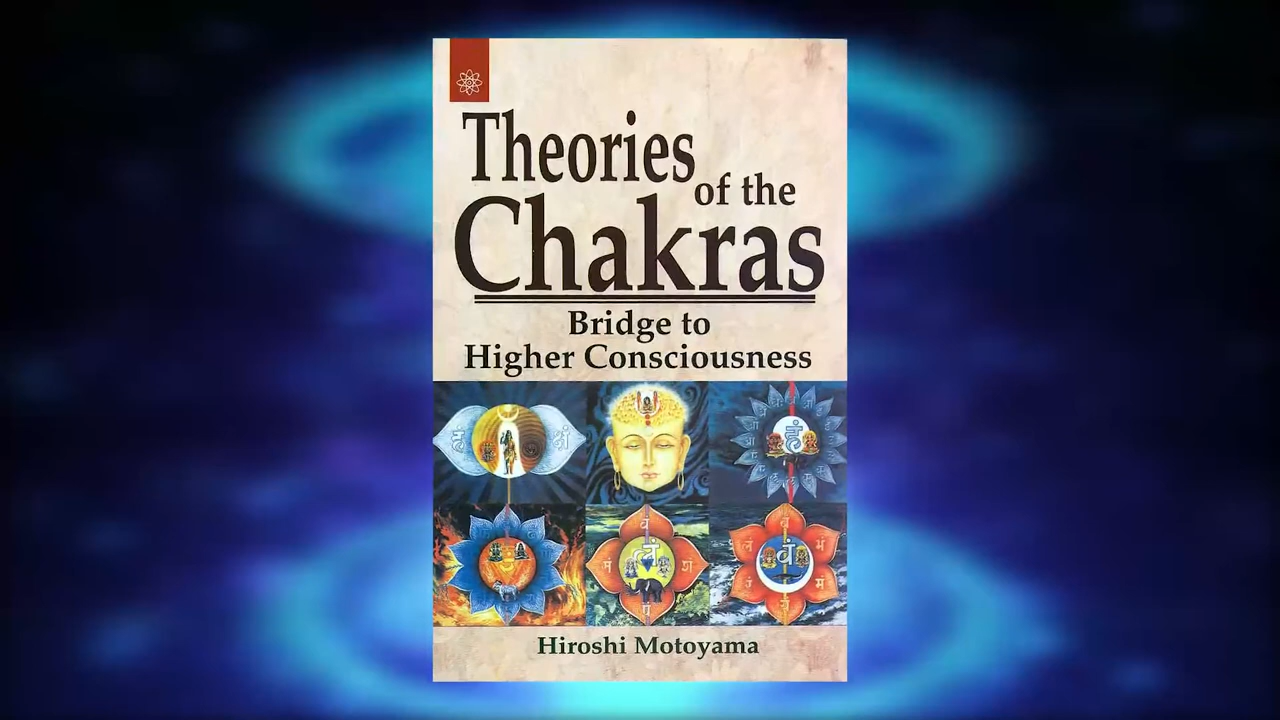 Theories
of the
Chakras
Bridge to
Higher Consciousness
हं
क्षं
हं
वं
लं
वं
Hiroshi Motoyama